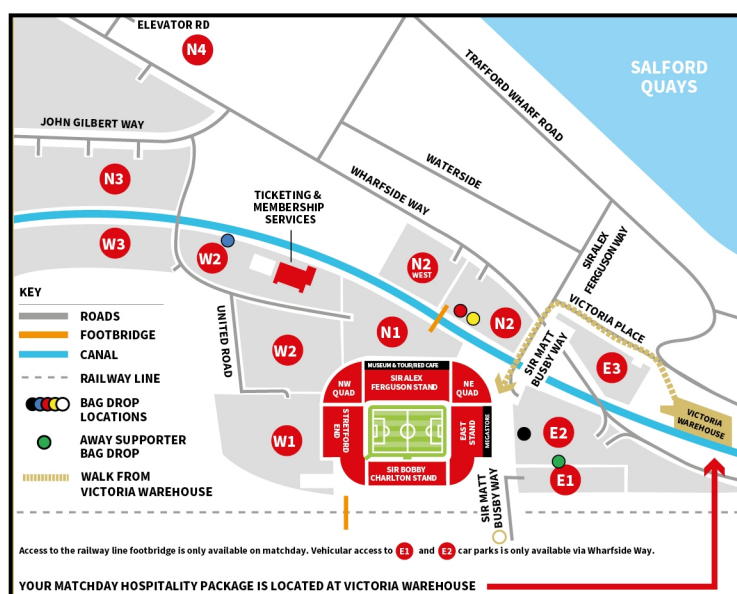 ELEVATOR RD
N4
SALFORD
QUAYS
TRAFFORD WHARF ROAD
JOHN GILBERT WAY
WATERSIDE
N3
WHARFSIDE WAY
TICKETING &
MEMBERSHIP
SERVICES
SIRALEX
FERGUSON WAY
W3
W2
N2
WEST
KEY
ROADS
FOOTBRIDGE
CANAL
RAILWAY LINE
BAG DROP
LOCATIONS
AWAY SUPPORTER
BAG DROP
WALK FROM
VICTORIA WAREHOUSE
UNITED ROAD
W2
N1
N2
VICTORIA PLACE
SIR MATT
BUSBY WAY
E3
MUSEUM & TOUR/RED CAFE
NW
QUAD
SIR ALEX
FERGUSON STAND
NE
QUAD
STRETFORD
END
EAST
STAND
MEGASTORE
SIR BOBBY
CHARLTON STAND
W1
E2
E1
VICTORIA
WAREHOUSE
SIR MATT
BUSBY WAY
Access to the railway line footbridge is only available on matchday. Vehicular access to E1 and E2 car parks is only available via Wharfside Way.
YOUR MATCHDAY HOSPITALITY PACKAGE IS LOCATED AT VICTORIA WAREHOUSE